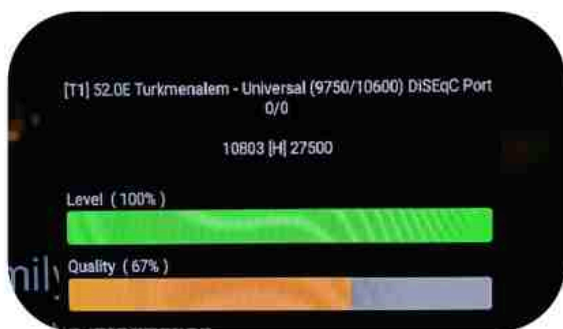 [T1] 52.0E Turkmenalem - Universal (9750/10600) DiSEqC Port
0/0
10803 [H] 27500
Level ( 100% )
Quality ( 67% )